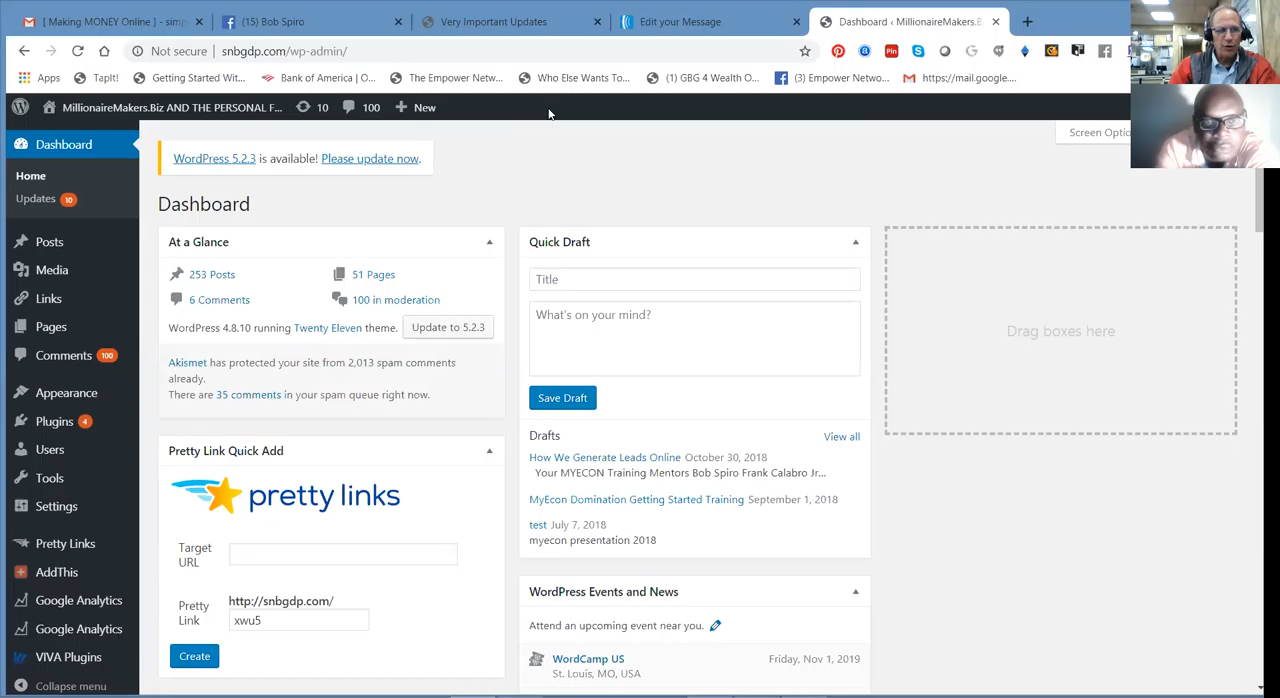 [ Making MONEY Online ] - simp
(15) Bob Spiro
Very Important Updates
Edit your Message
Dashboard ‹ MillionaireMakers.B
Not secure | snbgdp.com/wp-admin/
Apps
TapIt!
Getting Started Wit...
Bank of America | O...
The Empower Netw...
Who Else Wants To...
(1) GBG 4 Wealth O...
(3) Empower Netwo...
https://mail.google....
MillionaireMakers.Biz AND THE PERSONAL F...
10
100
New
Screen Optio
Dashboard
Home
Updates 10
Posts
Media
Links
Pages
Comments 100
Appearance
Plugins 4
Users
Tools
Settings
Pretty Links
AddThis
Google Analytics
Google Analytics
VIVA Plugins
Collapse menu
WordPress 5.2.3 is available! Please update now.
Dashboard
At a Glance
253 Posts
51 Pages
6 Comments
100 in moderation
WordPress 4.8.10 running Twenty Eleven theme.
Update to 5.2.3
Akismet has protected your site from 2,013 spam comments
already.
There are 35 comments in your spam queue right now.
Pretty Link Quick Add
pretty links
Target
URL
Pretty
Link
http://snbgdp.com/
xwu5
Create
Quick Draft
Title
What's on your mind?
Save Draft
Drafts
View all
How We Generate Leads Online October 30, 2018
Your MYECON Training Mentors Bob Spiro Frank Calabro Jr...
MyEcon Domination Getting Started Training September 1, 2018
test July 7, 2018
myecon presentation 2018
WordPress Events and News
Attend an upcoming event near you.
WordCamp US
Friday, Nov 1, 2019
St. Louis, MO, USA
Drag boxes here